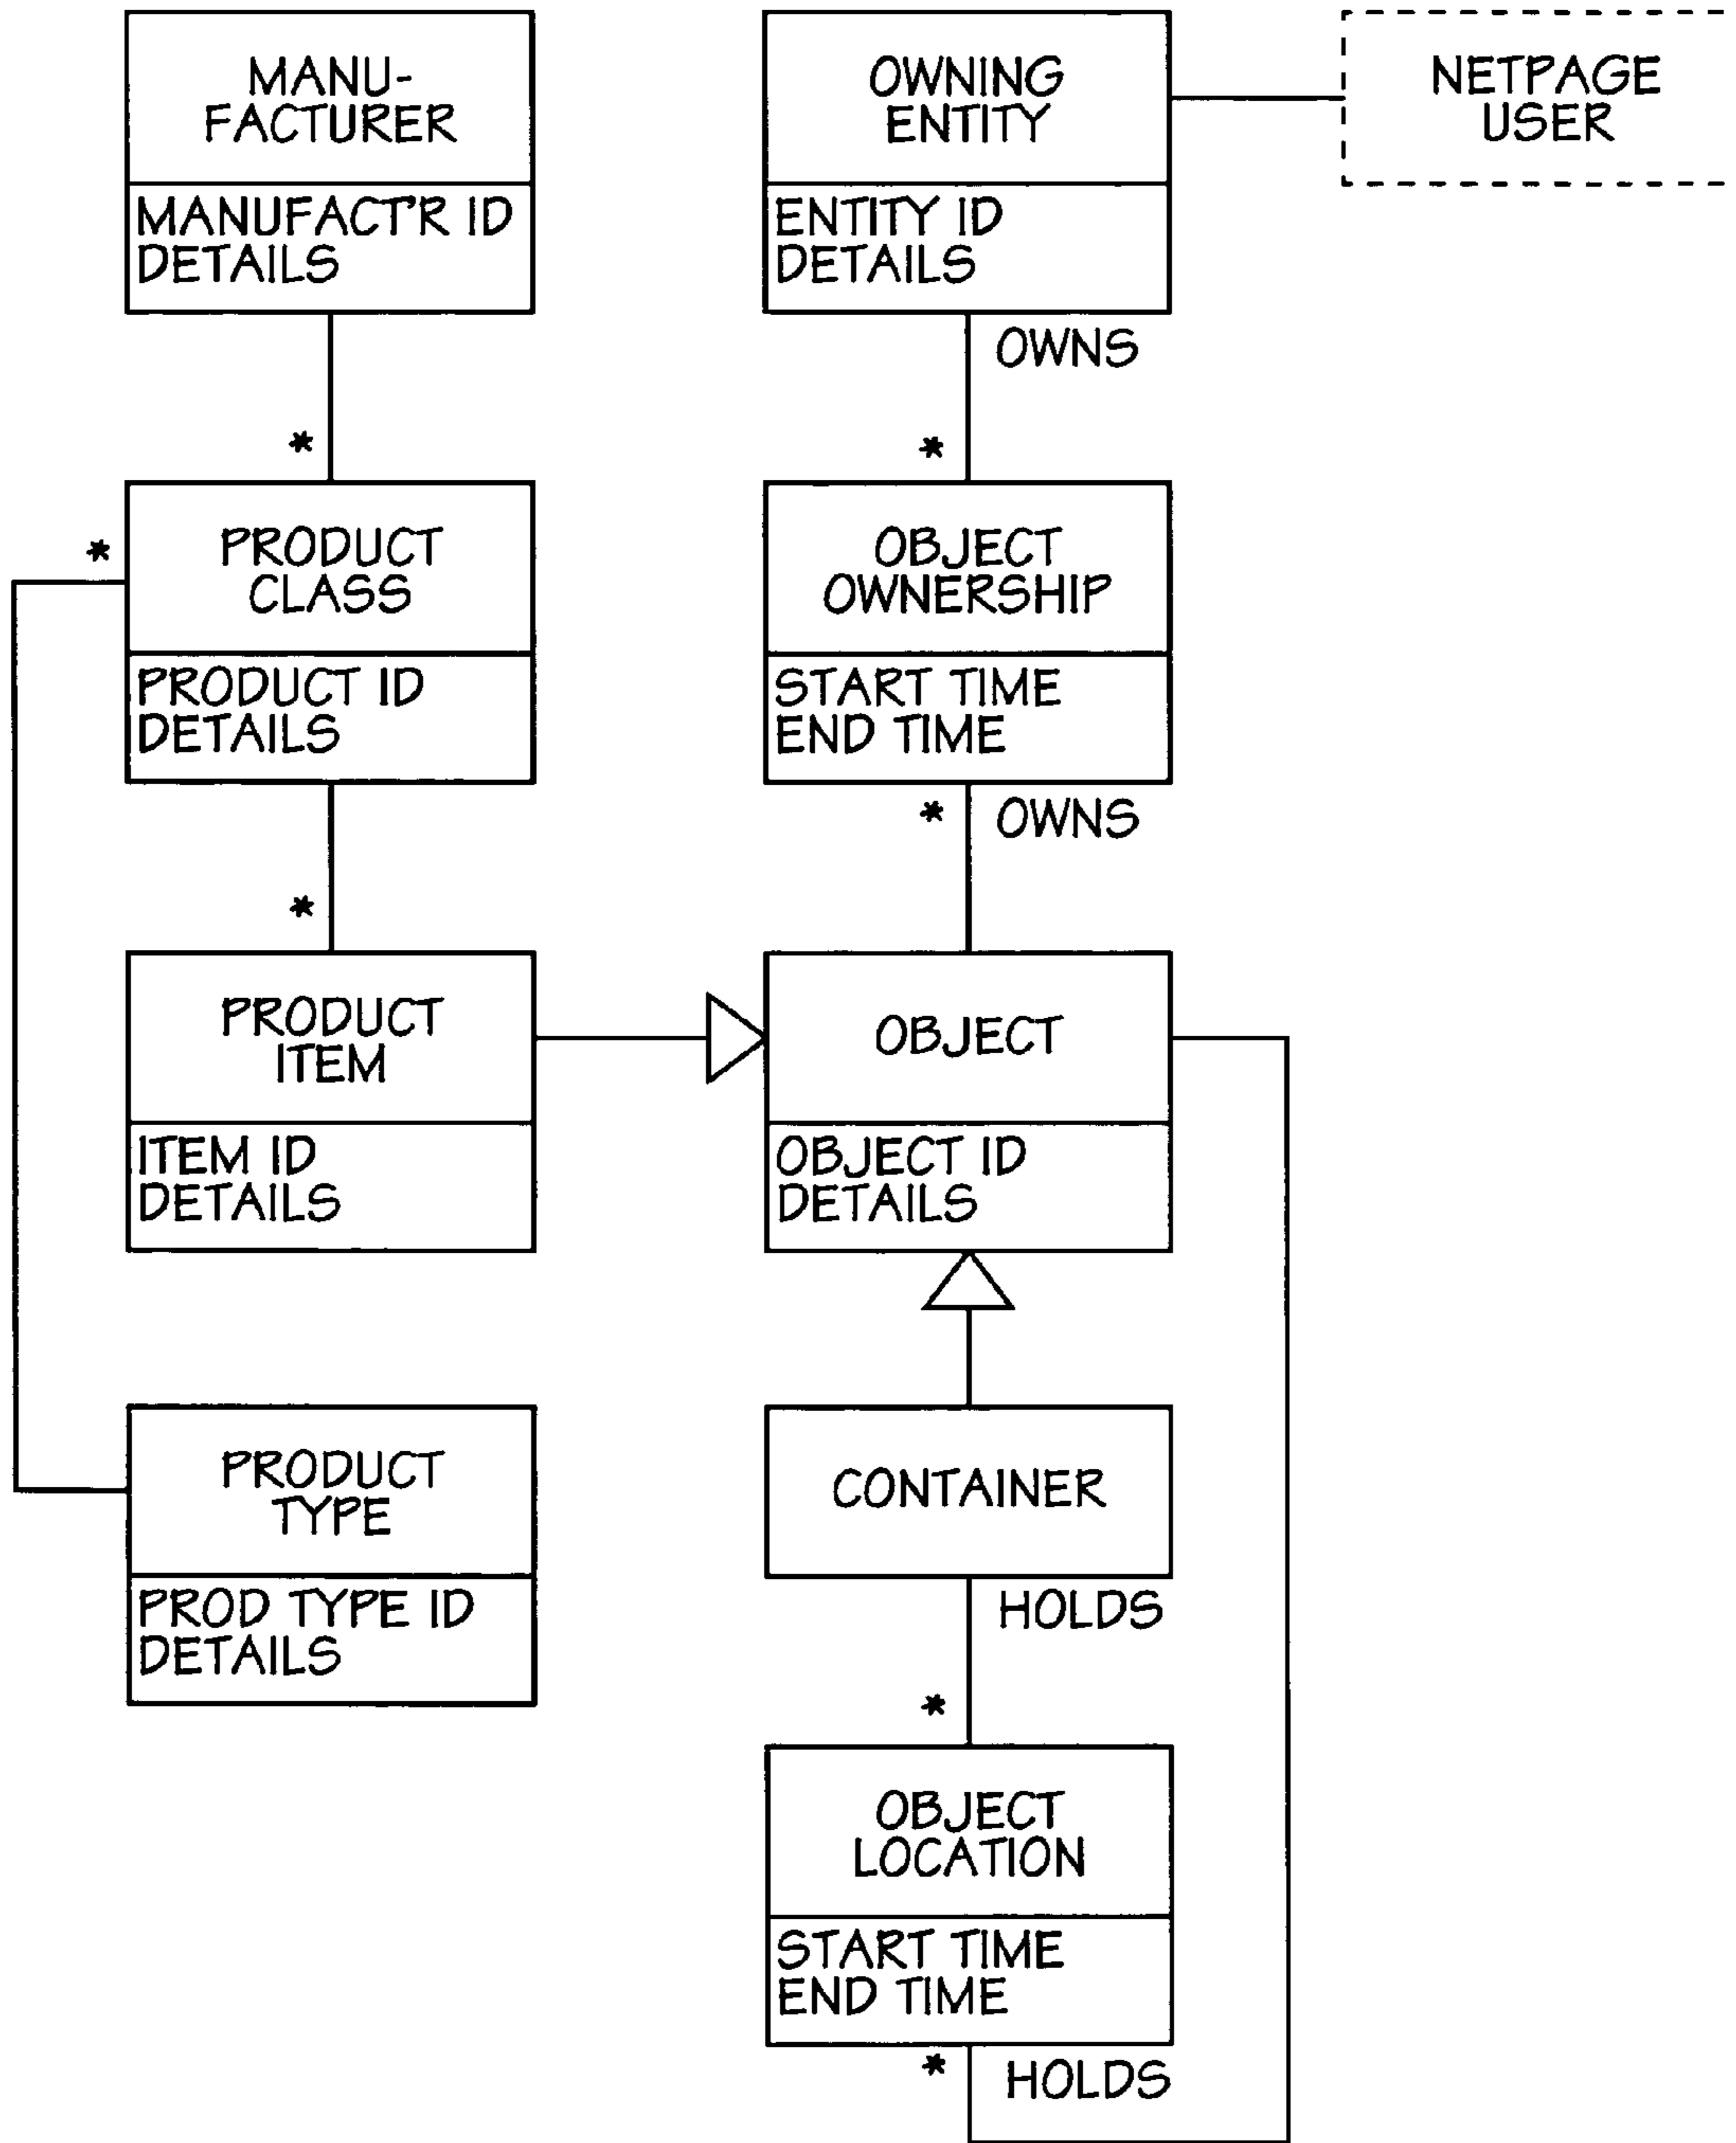 MANU-
FACTURER
MANUFACT'R ID
DETAILS
OWNING
ENTITY
ENTITY ID
DETAILS
NETPAGE
USER
OWNS
*
*
*
PRODUCT
CLASS
PRODUCT ID
DETAILS
OBJECT
OWNERSHIP
START TIME
END TIME
* OWNS
*
PRODUCT
ITEM
ITEM ID
DETAILS
OBJECT
OBJECT ID
DETAILS
PRODUCT
TYPE
PROD TYPE ID
DETAILS
CONTAINER
HOLDS
*
OBJECT
LOCATION
START TIME
END TIME
* HOLDS